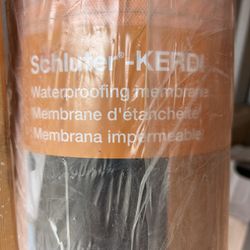 Schluter®-KERDI
Waterproofing membrane
Membrane d'étanchéité
Membrana impermeable